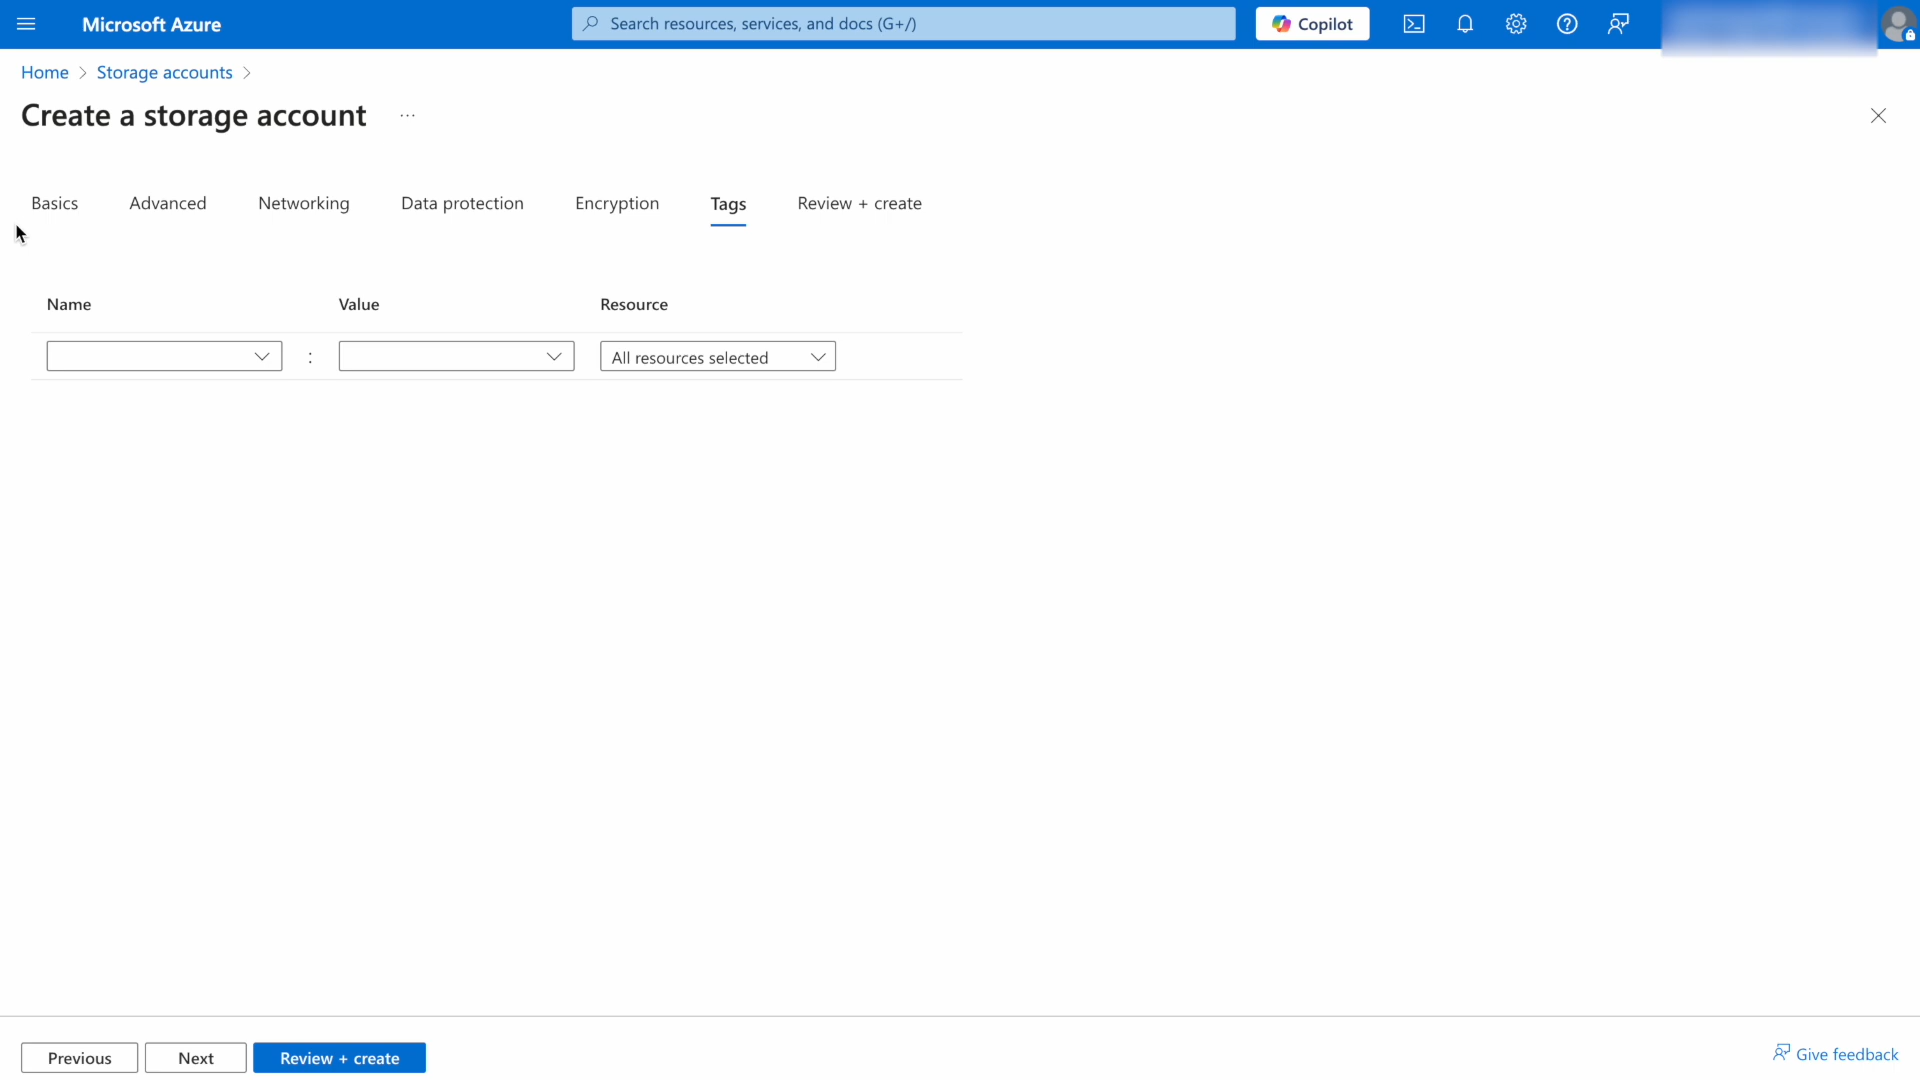 Microsoft Azure
Search resources, services, and docs (G+/)
Copilot
Home > Storage accounts >
Create a storage account ...
Basics Advanced Networking Data protection Encryption Tags Review + create
Name Value Resource
: All resources selected
Previous Next Review + create
Give feedback